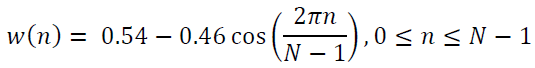 w(n) = 0.54 − 0.46 cos(2πn / (N − 1)), 0 ≤ n ≤ N − 1